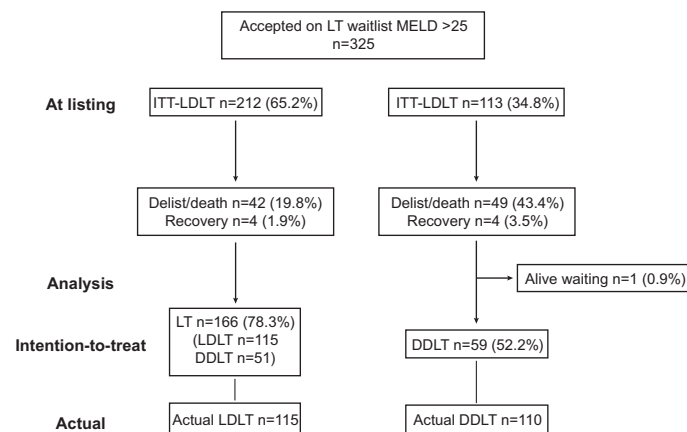 Accepted on LT waitlist MELD >25
n=325
At listing
ITT-LDLT n=212 (65.2%)
ITT-LDLT n=113 (34.8%)
Delist/death n=42 (19.8%)
Recovery n=4 (1.9%)
Delist/death n=49 (43.4%)
Recovery n=4 (3.5%)
Analysis
Alive waiting n=1 (0.9%)
Intention-to-treat
LT n=166 (78.3%)
(LDLT n=115
DDLT n=51)
DDLT n=59 (52.2%)
Actual
Actual LDLT n=115
Actual DDLT n=110